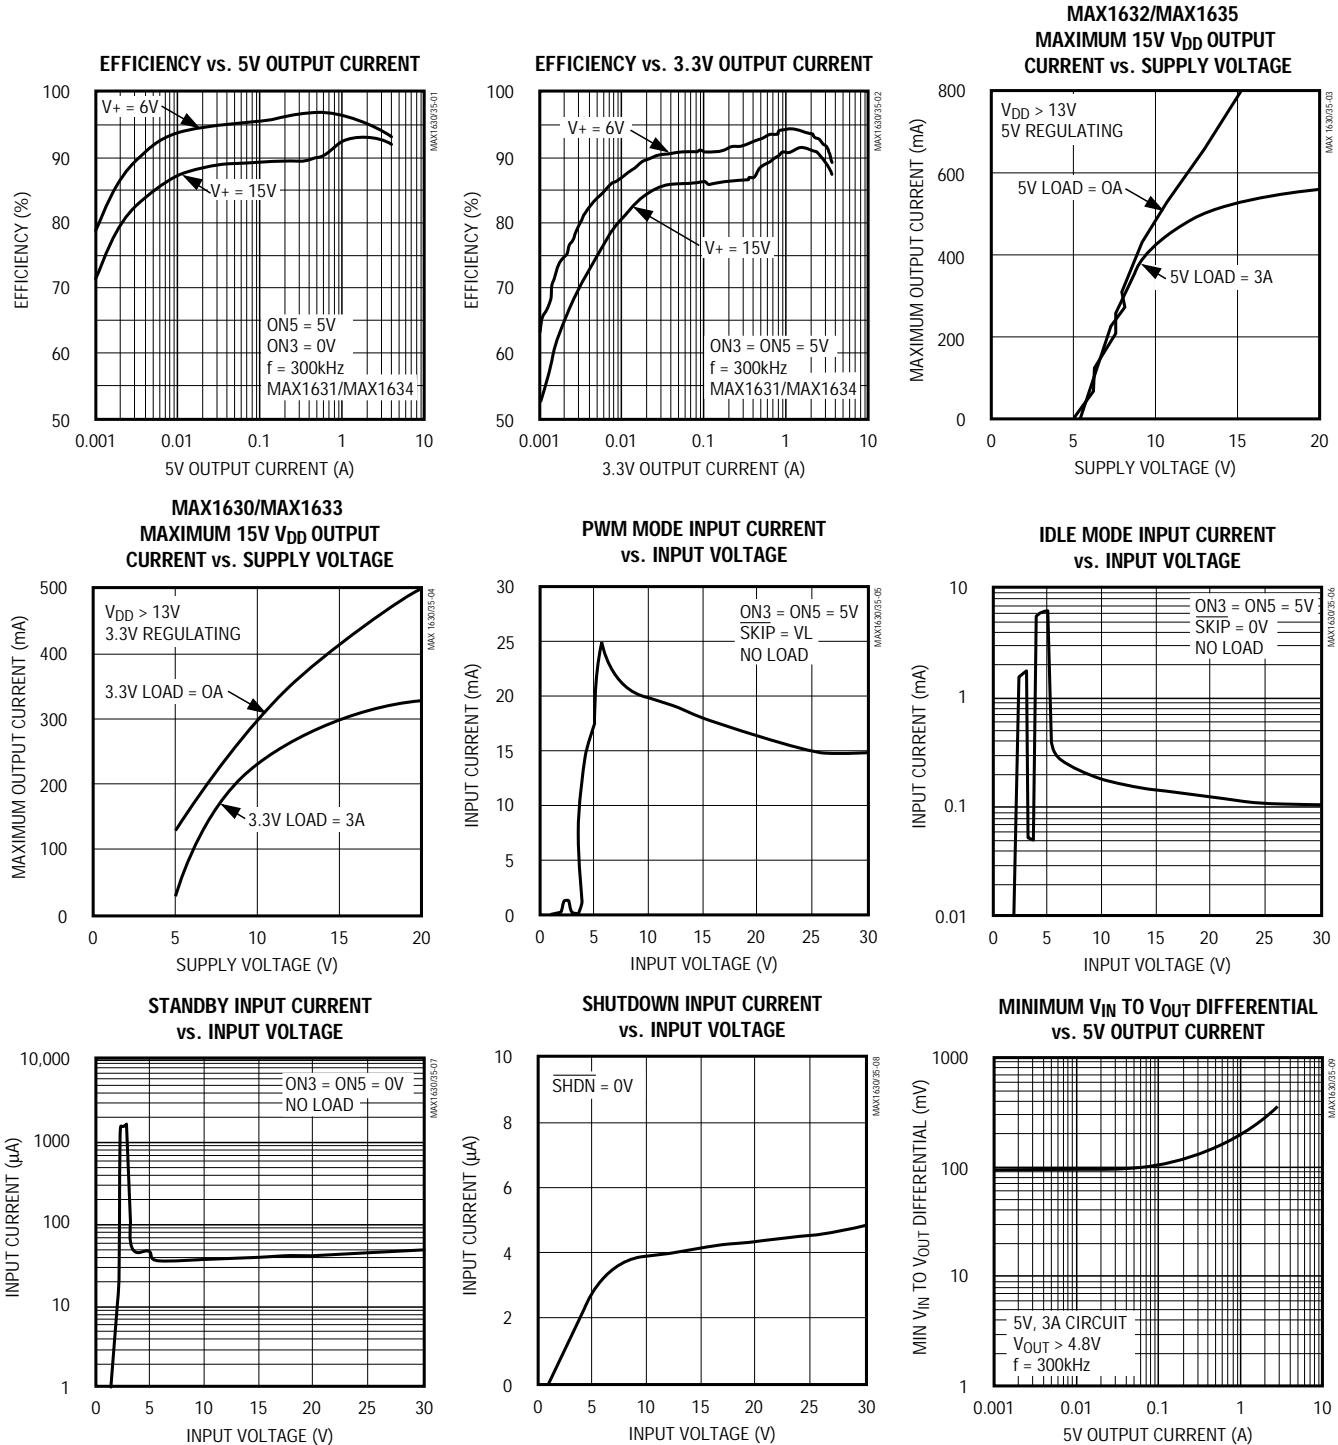 EFFICIENCY vs. 5V OUTPUT CURRENT
MAX1630/35-01
EFFICIENCY (%)
100
90
80
70
60
50
V+ = 6V
V+ = 15V
ON5 = 5V
ON3 = 0V
f = 300kHz
MAX1631/MAX1634
0.001 0.01 0.1 1 10
5V OUTPUT CURRENT (A)
EFFICIENCY vs. 3.3V OUTPUT CURRENT
MAX1630/35-02
EFFICIENCY (%)
100
90
80
70
60
50
V+ = 6V
V+ = 15V
ON3 = ON5 = 5V
f = 300kHz
MAX1631/MAX1634
0.001 0.01 0.1 1 10
3.3V OUTPUT CURRENT (A)
MAX1632/MAX1635
MAXIMUM 15V VDD OUTPUT
CURRENT vs. SUPPLY VOLTAGE
MAX 1630/35-03
MAXIMUM OUTPUT CURRENT (mA)
800
600
400
200
0
VDD > 13V
5V REGULATING
5V LOAD = OA
5V LOAD = 3A
0 5 10 15 20
SUPPLY VOLTAGE (V)
MAX1630/MAX1633
MAXIMUM 15V VDD OUTPUT
CURRENT vs. SUPPLY VOLTAGE
MAX 1630/35-04
MAXIMUM OUTPUT CURRENT (mA)
500
400
300
200
100
0
VDD > 13V
3.3V REGULATING
3.3V LOAD = OA
3.3V LOAD = 3A
0 5 10 15 20
SUPPLY VOLTAGE (V)
PWM MODE INPUT CURRENT
vs. INPUT VOLTAGE
MAX1630/35-05
INPUT CURRENT (mA)
30
25
20
15
10
5
0
ON3 = ON5 = 5V
SKIP = VL
NO LOAD
0 5 10 15 20 25 30
INPUT VOLTAGE (V)
IDLE MODE INPUT CURRENT
vs. INPUT VOLTAGE
MAX1630/35-06
INPUT CURRENT (mA)
10
1
0.1
0.01
ON3 = ON5 = 5V
SKIP = 0V
NO LOAD
0 5 10 15 20 25 30
INPUT VOLTAGE (V)
STANDBY INPUT CURRENT
vs. INPUT VOLTAGE
MAX1630/35-07
INPUT CURRENT (µA)
10,000
1000
100
10
1
ON3 = ON5 = 0V
NO LOAD
0 5 10 15 20 25 30
INPUT VOLTAGE (V)
SHUTDOWN INPUT CURRENT
vs. INPUT VOLTAGE
MAX1630/35-08
INPUT CURRENT (µA)
10
8
6
4
2
0
SHDN = 0V
0 5 10 15 20 25 30
INPUT VOLTAGE (V)
MINIMUM VIN TO VOUT DIFFERENTIAL
vs. 5V OUTPUT CURRENT
MAX1630/35-09
MIN VIN TO VOUT DIFFERENTIAL (mV)
1000
100
10
1
5V, 3A CIRCUIT
VOUT > 4.8V
f = 300kHz
0.001 0.01 0.1 1 10
5V OUTPUT CURRENT (A)